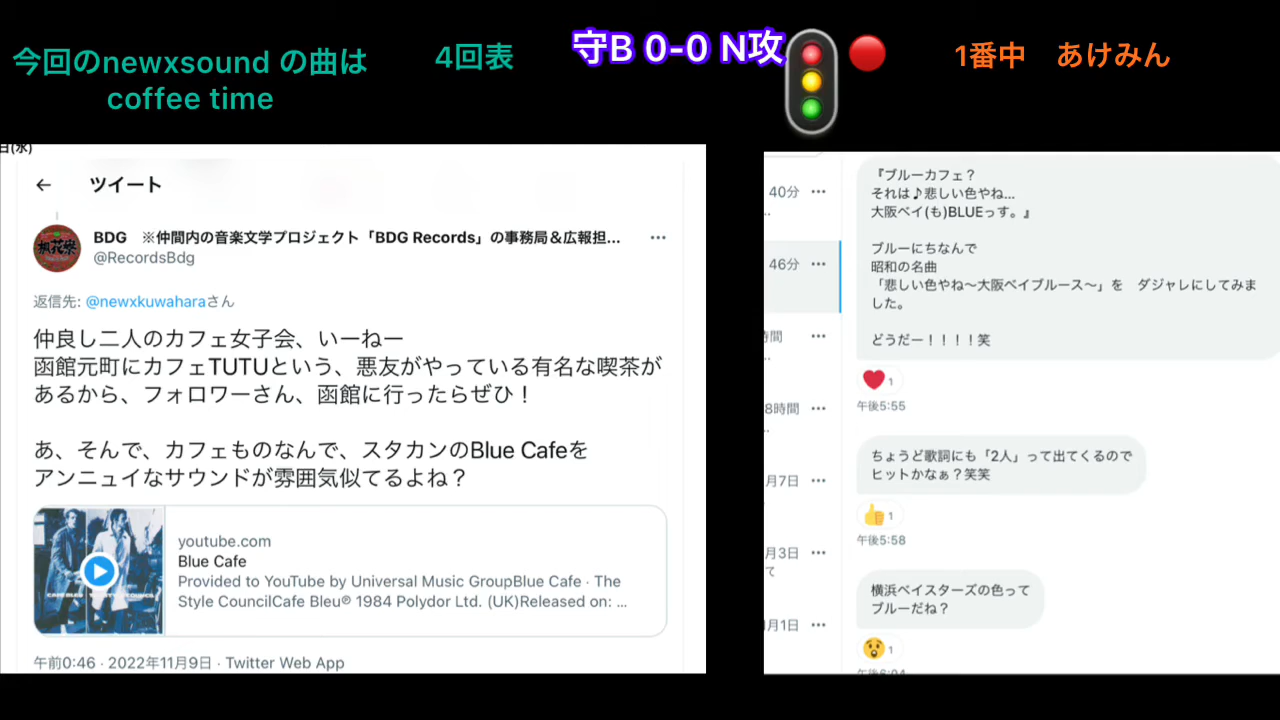 今回のnewxsound の曲は
coffee time
4回表
守B 0-0 N攻
1番中 あけみん
日(水)
ツイート
BDG ※仲間内の音楽文学プロジェクト「BDG Records」の事務局＆広報担...
@RecordsBdg
返信先: @newxkuwaharaさん
仲良し二人のカフェ女子会、いーねー
函館元町にカフェTUTUという、悪友がやっている有名な喫茶が
あるから、フォロワーさん、函館に行ったらぜひ！
あ、そんで、カフェものなんで、スタカンのBlue Cafeを
アンニュイなサウンドが雰囲気似てるよね？
youtube.com
Blue Cafe
Provided to YouTube by Universal Music GroupBlue Cafe · The
Style CouncilCafe Bleu℗ 1984 Polydor Ltd. (UK)Released on: ...
午前0:46 · 2022年11月9日 · Twitter Web App
40分
46分
時間
8時間
月7日
月3日
て
月1日
『ブルーカフェ？
それは♪悲しい色やね...
大阪ベイ(も)BLUEっす。』
ブルーにちなんで
昭和の名曲
「悲しい色やね〜大阪ベイブルース〜」を ダジャレにしてみま
した。
どうだー！！！！笑
1
午後5:55
ちょうど歌詞にも「2人」って出てくるので
ヒットかなぁ？笑笑
1
午後5:58
横浜ベイスターズの色って
ブルーだね？
1
午後6:04